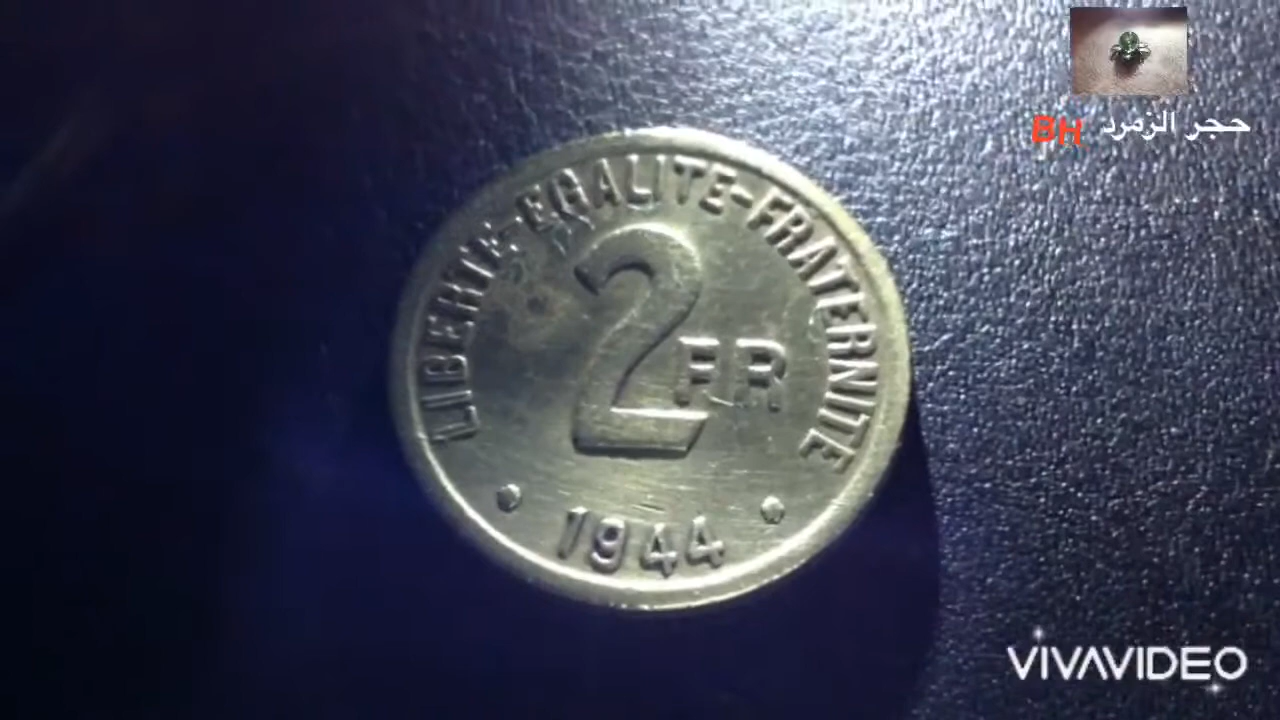 BH حجر الزمرد
LIBERTE-EGALITE-FRATERNITE
2
FR
1944
VIVAVIDEO